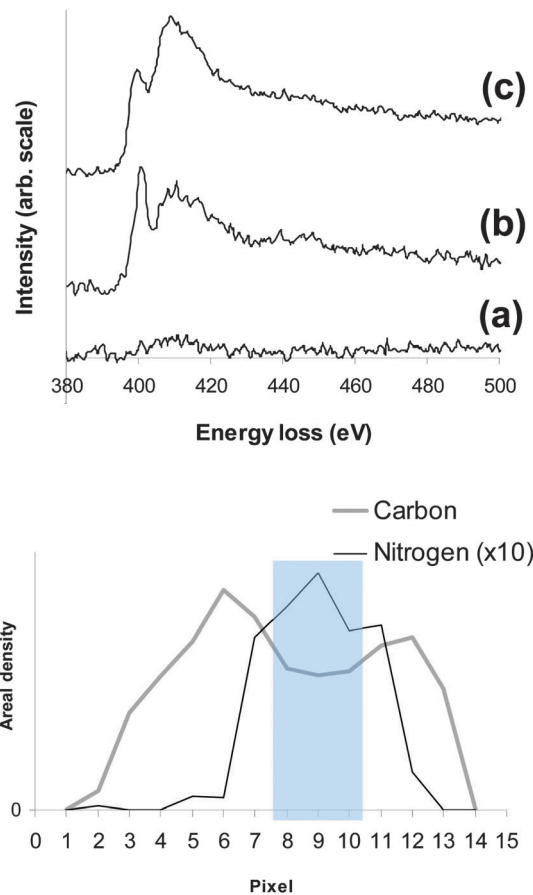 Intensity (arb. scale)
(c)
(b)
(a)
380 400 420 440 460 480 500
Energy loss (eV)
Carbon
Nitrogen (x10)
Areal density
0
0 1 2 3 4 5 6 7 8 9 10 11 12 13 14 15
Pixel